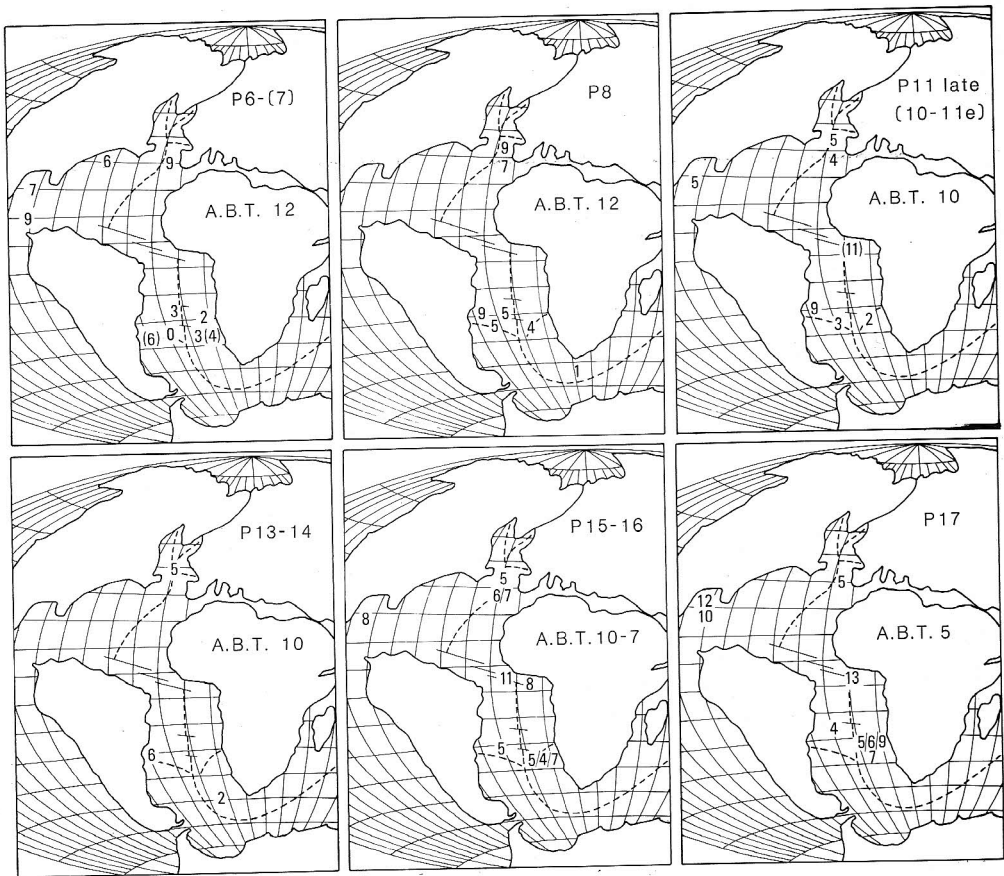 P6-(7)
6
9
7
A.B.T. 12
9
3 2
(6) 0 3(4)
P8
9
7
A.B.T. 12
9 5
5 4
1
P11 late
(10-11e)
5
4
5
A.B.T. 10
(11)
9
3 2
P13-14
5
A.B.T. 10
6
2
P15-16
5
6/7
8
A.B.T. 10-7
11 8
5
5/4/7
P17
5
12
10
A.B.T. 5
13
4
5/6/9
7